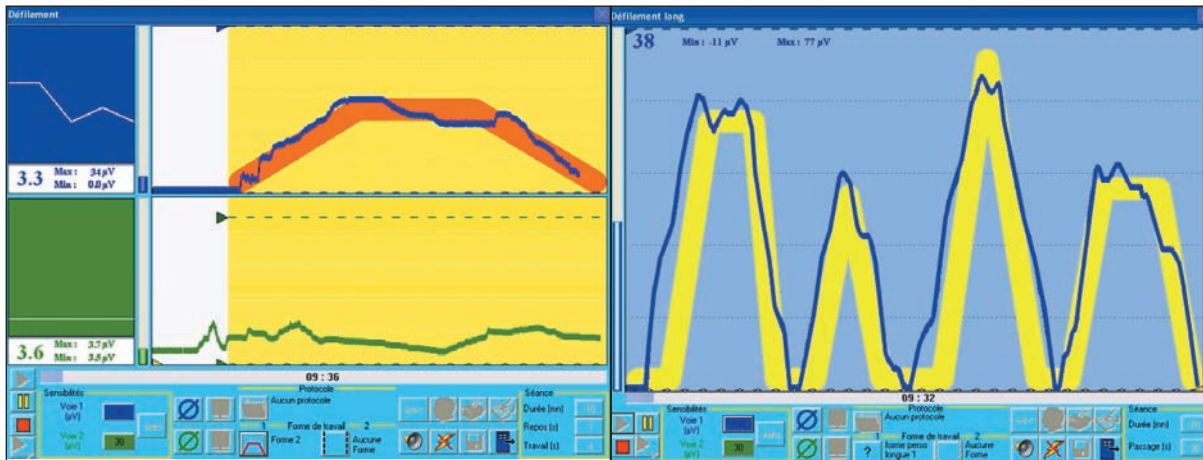 Défilement
3.3
Max : 34 µV
Min : 0.0 µV
3.6
Max : 3.7 µV
Min : 3.5 µV
09 : 36
Sensibilités
Voie 1
(µV)
Voie 2
(µV)
30
Protocole
Aucun protocole
1 Forme de travail 2
Forme 2
Aucune
Forme
Séance
Durée (mn)
Repos (s)
Travail (s)
Défilement long
38
Min : -11 µV
Max : 77 µV
09 : 32
Sensibilités
Voie 1
(µV)
Voie 2
(µV)
30
Protocole
Aucun protocole
1 Forme de travail 2
?
forme perso
longue 1
Aucune
Forme
Séance
Durée (mn)
Passage (s)